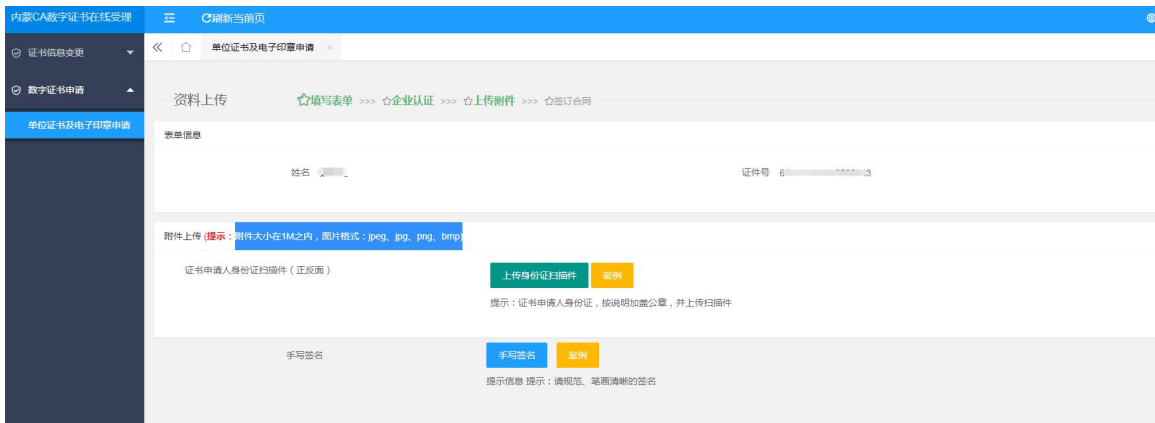 内蒙CA数字证书在线受理
刷新当前页
证书信息变更
单位证书及电子印章申请 ×
数字证书申请
资料上传 填写表单 >>> 企业认证 >>> 上传附件 >>> 签订合同
单位证书及电子印章申请
表单信息
姓名
证件号 6 3
附件上传 (提示：附件大小在1M之内，图片格式：jpeg、jpg、png、bmp)
证书申请人身份证扫描件（正反面） 上传身份证扫描件 案例
提示：证书申请人身份证，按说明加盖公章，并上传扫描件
手写签名 手写签名 案例
提示信息 提示：请规范、笔画清晰的签名